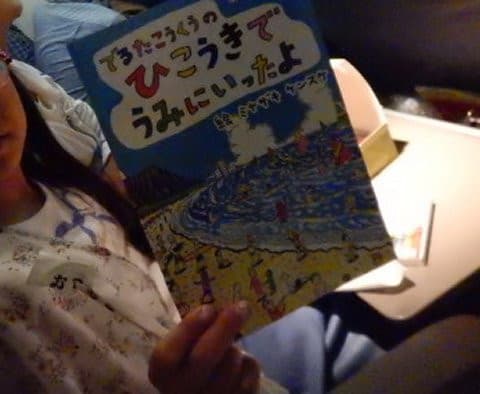 でるたこうくうの
ひこうきで
うみにいったよ
絵 ミヤザキ ケンスケ